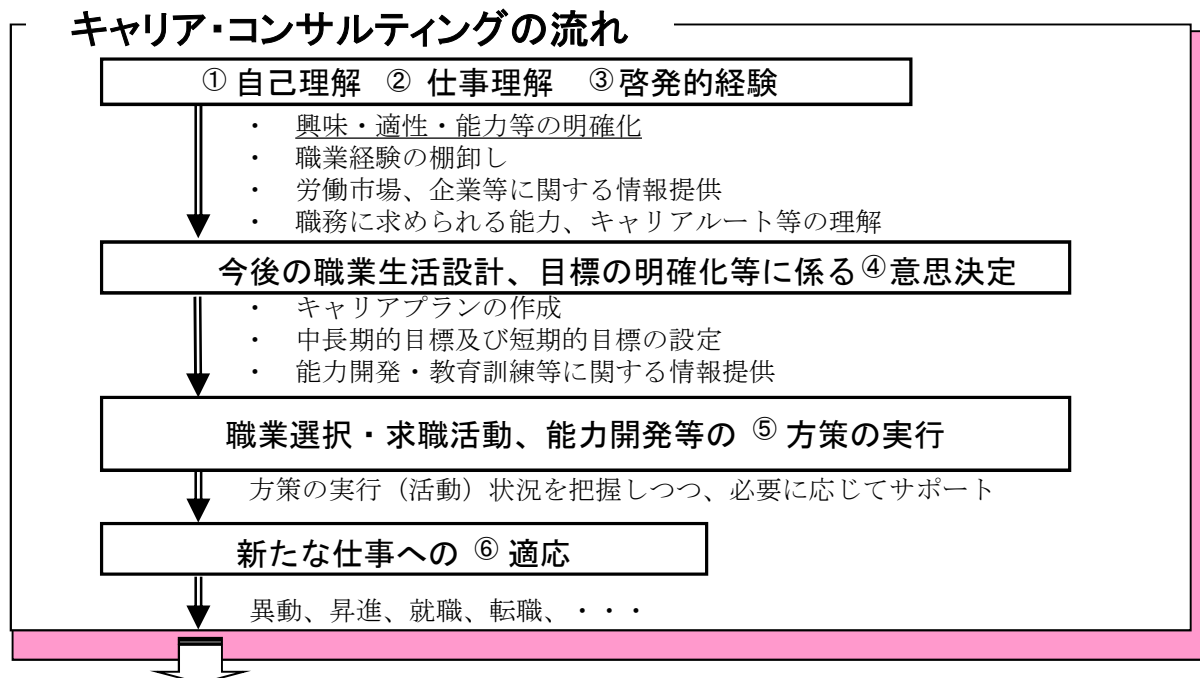 キャリア・コンサルティングの流れ
① 自己理解 ② 仕事理解 ③啓発的経験
・ 興味・適性・能力等の明確化
・ 職業経験の棚卸し
・ 労働市場、企業等に関する情報提供
・ 職務に求められる能力、キャリアルート等の理解
今後の職業生活設計、目標の明確化等に係る④意思決定
・ キャリアプランの作成
・ 中長期的目標及び短期的目標の設定
・ 能力開発・教育訓練等に関する情報提供
職業選択・求職活動、能力開発等の ⑤ 方策の実行
方策の実行（活動）状況を把握しつつ、必要に応じてサポート
新たな仕事への ⑥ 適応
異動、昇進、就職、転職、・・・